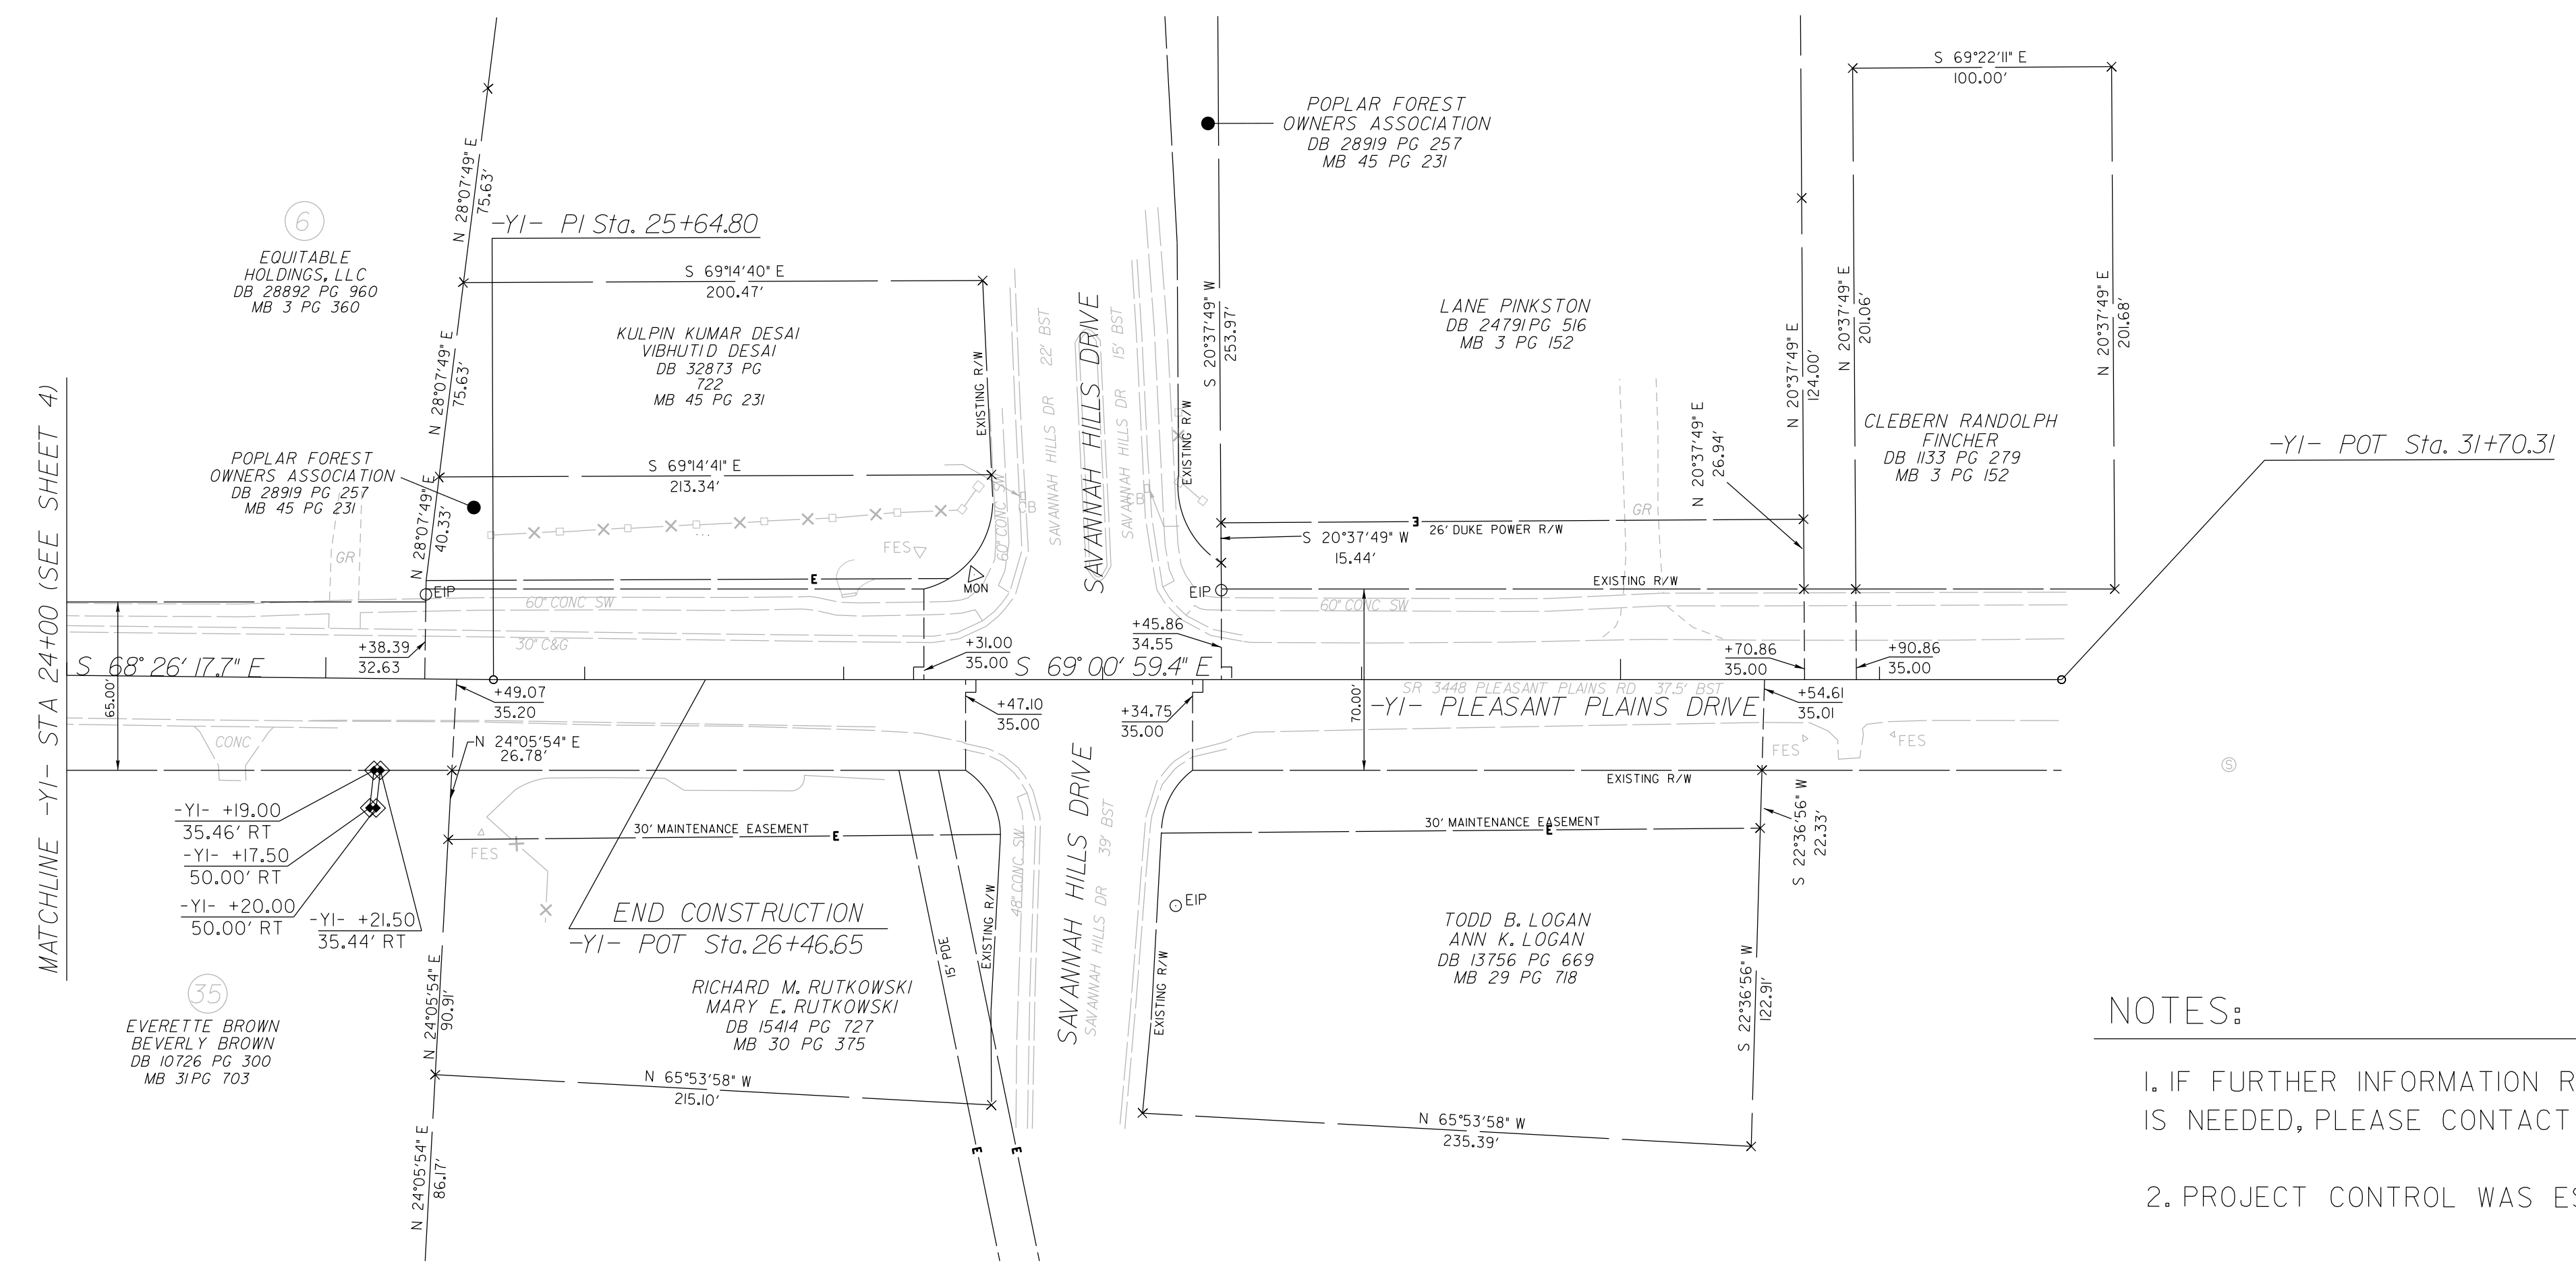 S 69°22'11" E
100.00'
POPLAR FOREST
OWNERS ASSOCIATION
DB 28919 PG 257
MB 45 PG 231
N 28°07'49" E
75.63'
6
EQUITABLE
HOLDINGS, LLC
DB 28892 PG 960
MB 3 PG 360
-Y1- PI Sta. 25+64.80
S 69°14'40" E
200.47'
KULPIN KUMAR DESAI
VIBHUTI D DESAI
DB 32873 PG
722
MB 45 PG 231
EXISTING R/W
22' BST
SAVANNAH HILLS DR
SAVANNAH HILLS DRIVE
15' BST
SAVANNAH HILLS DR
EXISTING R/W
S 20°37'49" W
253.97'
LANE PINKSTON
DB 24791 PG 516
MB 3 PG 152
N 20°37'49" E
124.00'
N 20°37'49" E
201.06'
N 20°37'49" E
201.68'
CLEBERN RANDOLPH
FINCHER
DB 1133 PG 279
MB 3 PG 152
-Y1- POT Sta. 31+70.31
N 28°07'49" E
75.63'
POPLAR FOREST
OWNERS ASSOCIATION
DB 28919 PG 257
MB 45 PG 231
S 69°14'41" E
213.34'
N 20°37'49" E
26.94'
E
26' DUKE POWER R/W
GR
S 20°37'49" W
15.44'
CB
CB
60" CONC SW
FES
MON
N 28°07'49" E
40.33'
GR
EIP
E
EIP
EXISTING R/W
60" CONC SW
60" CONC SW
30" C&G
MATCHLINE -Y1- STA 24+00 (SEE SHEET 4)
65.00'
S 68° 26' 17.7" E
+38.39
32.63
+31.00
35.00
+45.86
34.55
S 69° 00' 59.4" E
+70.86
35.00
+90.86
35.00
+49.07
35.20
+47.10
35.00
+34.75
35.00
70.00'
SR 3448 PLEASANT PLAINS RD 37.5' BST
-Y1- PLEASANT PLAINS DRIVE
+54.61
35.01
CONC
N 24°05'54" E
26.78'
FES
FES
S
EXISTING R/W
-Y1- +19.00
35.46' RT
-Y1- +17.50
50.00' RT
-Y1- +20.00
50.00' RT
-Y1- +21.50
35.44' RT
FES
30' MAINTENANCE EASEMENT
E
30' MAINTENANCE EASEMENT
E
S 22°36'56" W
22.33'
END CONSTRUCTION
-Y1- POT Sta. 26+46.65
15' PDE
EXISTING R/W
48" CONC SW
SAVANNAH HILLS DRIVE
39' BST
SAVANNAH HILLS DR
EIP
EXISTING R/W
TODD B. LOGAN
ANN K. LOGAN
DB 13756 PG 669
MB 29 PG 718
S 22°36'56" W
122.91'
35
EVERETTE BROWN
BEVERLY BROWN
DB 10726 PG 300
MB 31 PG 703
N 24°05'54" E
90.91'
RICHARD M. RUTKOWSKI
MARY E. RUTKOWSKI
DB 15414 PG 727
MB 30 PG 375
N 65°53'58" W
215.10'
N 65°53'58" W
235.39'
E
E
N 24°05'54" E
86.17'
NOTES:
1. IF FURTHER INFORMATION R
IS NEEDED, PLEASE CONTACT
2. PROJECT CONTROL WAS ES